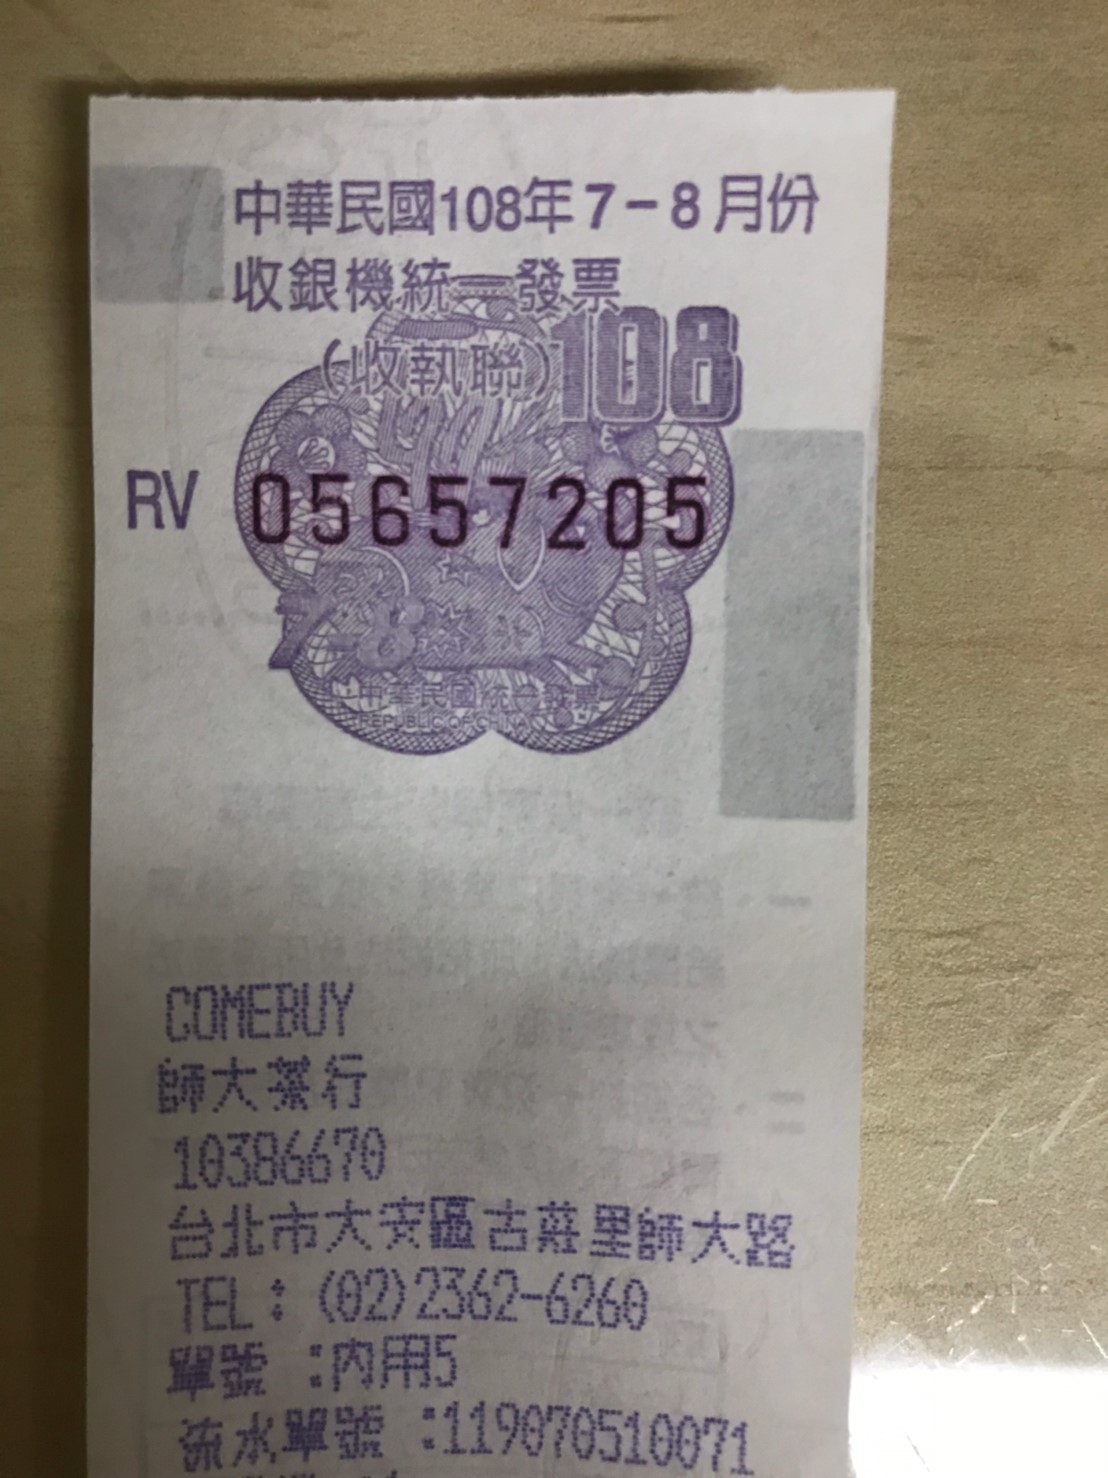 中華民國108年7-8月份
收銀機統一發票
(收執聯)
108
RV 05657205
7-8
中華民國統一發票
REPUBLIC OF CHINA
COMEBUY
師大茶行
10386670
台北市大安區古莊里師大路
TEL:(02)2362-6260
單號 :內用5
流水單號 :119070510071